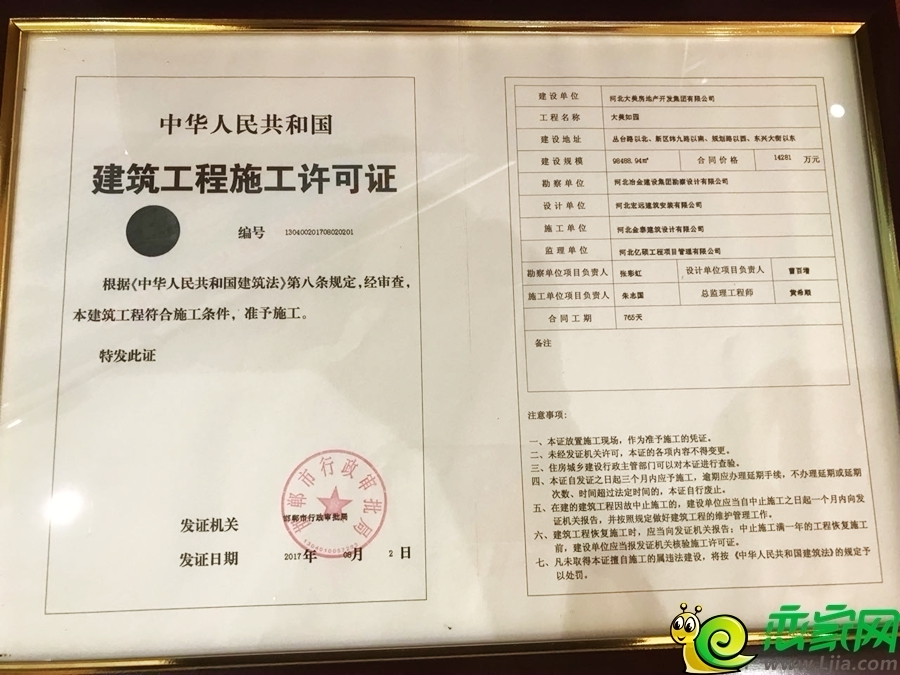 中华人民共和国
建筑工程施工许可证
编号 130400201708020201
根据《中华人民共和国建筑法》第八条规定,经审查,
本建筑工程符合施工条件,准予施工。
特发此证
发证机关 邯郸市行政审批局
发证日期 2017年 08月 2日
邯郸市行政审批局
建设单位 河北大美房地产开发集团有限公司
工程名称 大美如园
建设地址 丛台路以北、新区纬九路以南、规划路以西、东兴大街以东
建设规模 98488.94㎡ 合同价格 14281 万元
勘察单位 河北冶金建设集团勘察设计有限公司
设计单位 河北宏远建筑安装有限公司
施工单位 河北金泰建筑设计有限公司
监理单位 河北亿硕工程项目管理有限公司
勘察单位项目负责人 张彭虹 设计单位项目负责人 曹百增
施工单位项目负责人 朱志国 总监理工程师 黄希顺
合同工期 765天
备注
注意事项:
一、本证放置施工现场,作为准予施工的凭证。
二、未经发证机关许可,本证的各项内容不得变更。
三、住房城乡建设行政主管部门可以对本证进行查验。
四、本证自发证之日起三个月内应予施工,逾期应办理延期手续,不办理延期或延期
次数、时间超过法定时间的,本证自行废止。
五、在建的建筑工程因故中止施工的,建设单位应当自中止施工之日起一个月内向发
证机关报告,并按照规定做好建筑工程的维护管理工作。
六、建筑工程恢复施工时,应当向发证机关报告;中止施工满一年的工程恢复施工
前,建设单位应当报发证机关核验施工许可证。
七、凡未取得本证擅自施工的属违法建设,将按《中华人民共和国建筑法》的规定予
以处罚。
恋家网
www.Ljia.com